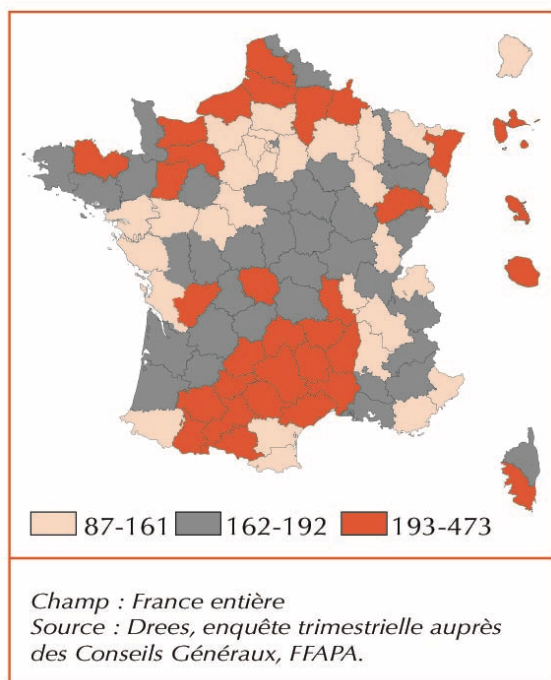 87-161 162-192 193-473
Champ : France entière
Source : Drees, enquête trimestrielle auprès
des Conseils Généraux, FFAPA.